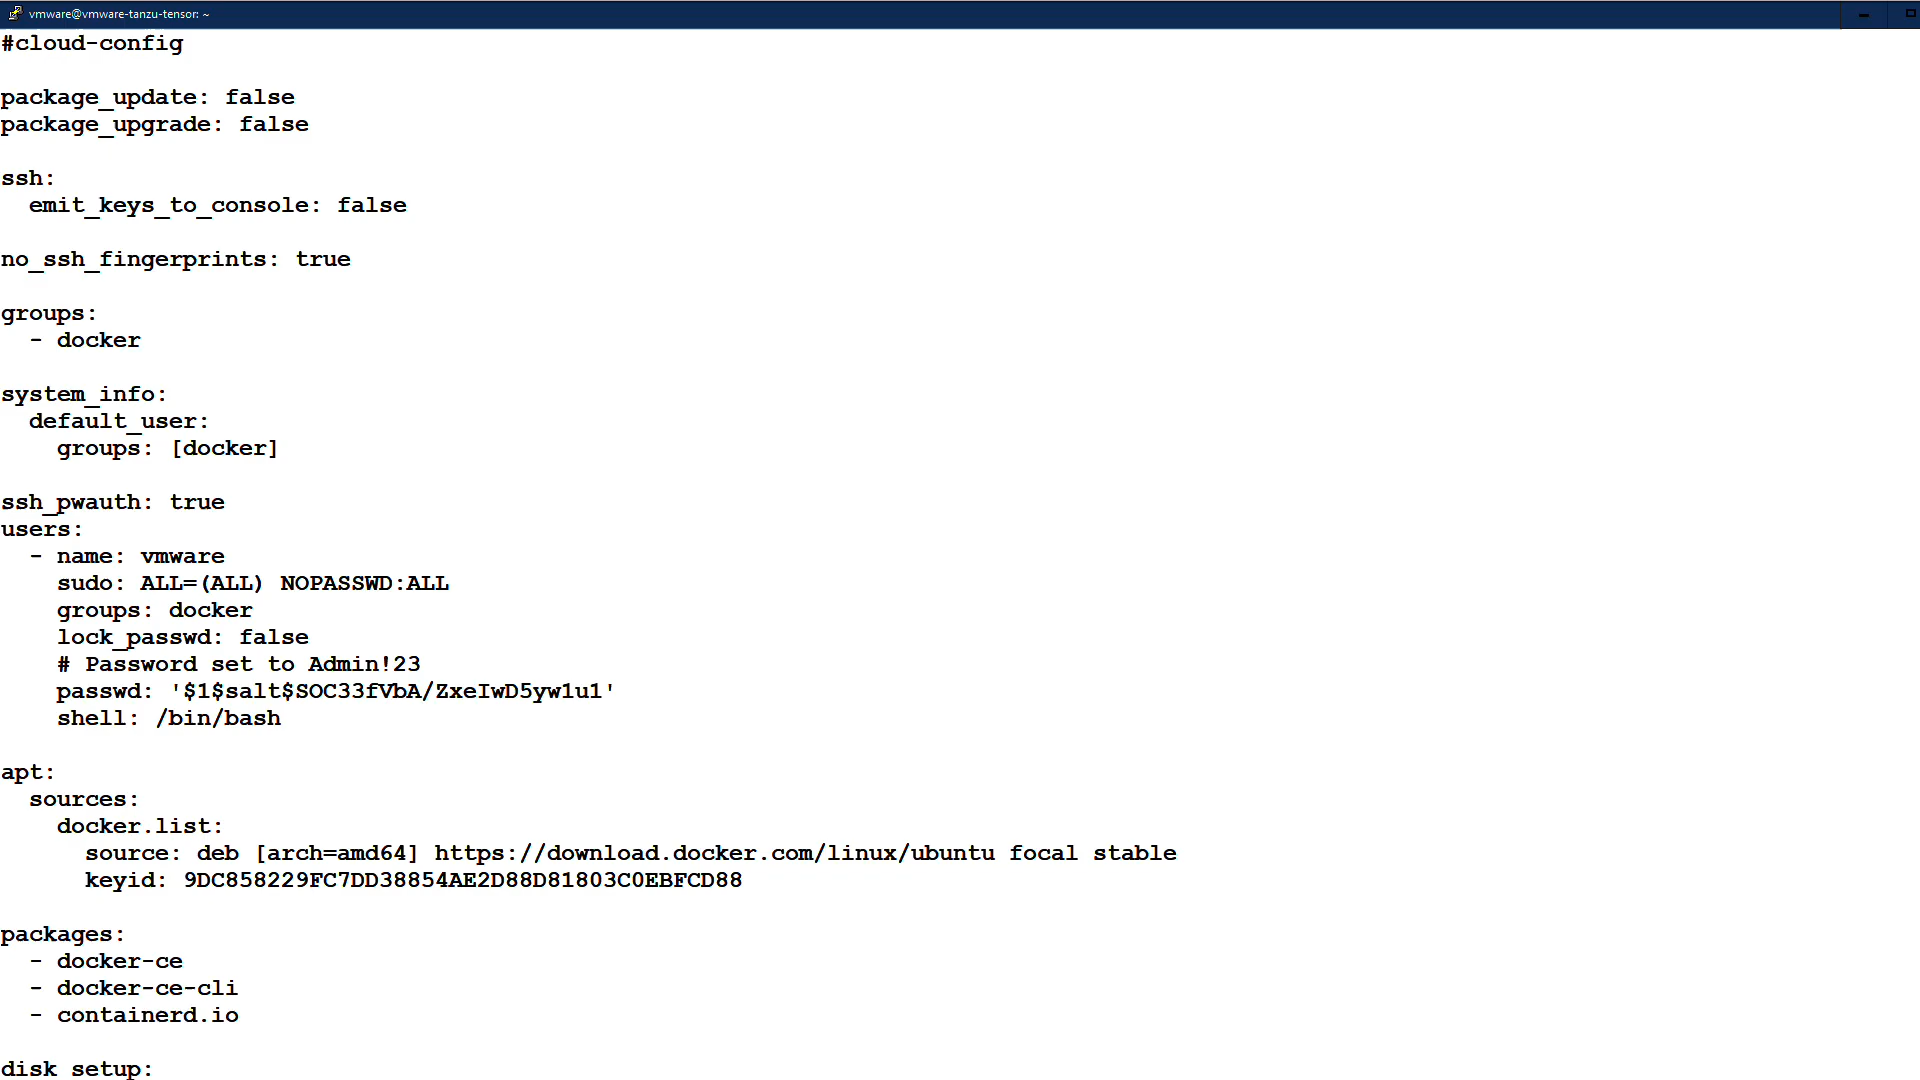 vmware@vmware-tanzu-tensor: ~
#cloud-config
package_update: false
package_upgrade: false
ssh:
  emit_keys_to_console: false
no_ssh_fingerprints: true
groups:
  - docker
system_info:
  default_user:
    groups: [docker]
ssh_pwauth: true
users:
  - name: vmware
    sudo: ALL=(ALL) NOPASSWD:ALL
    groups: docker
    lock_passwd: false
    # Password set to Admin!23
    passwd: '$1$salt$SOC33fVbA/ZxeIwD5yw1u1'
    shell: /bin/bash
apt:
  sources:
    docker.list:
      source: deb [arch=amd64] https://download.docker.com/linux/ubuntu focal stable
      keyid: 9DC858229FC7DD38854AE2D88D81803C0EBFCD88
packages:
  - docker-ce
  - docker-ce-cli
  - containerd.io
disk setup: